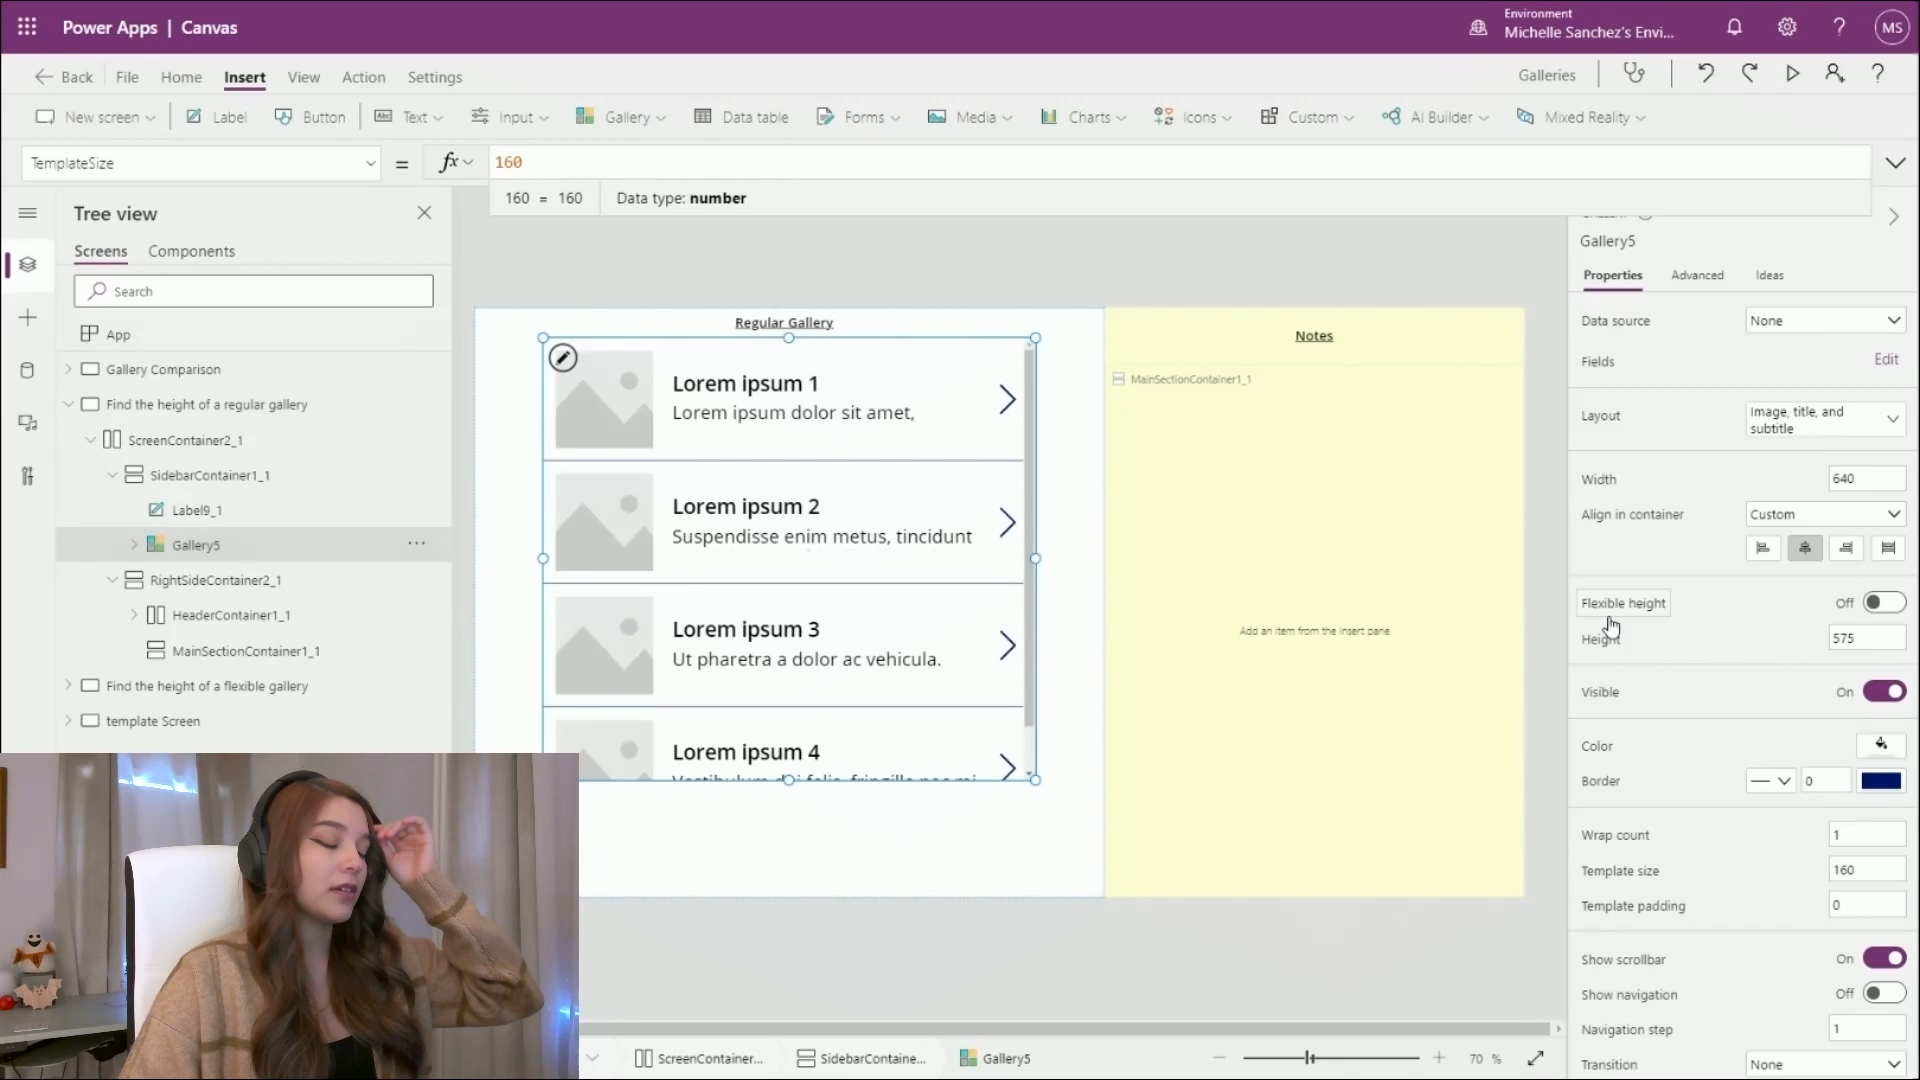 Power Apps | Canvas
Environment
Michelle Sanchez's Envi...
MS
Back
File
Home
Insert
View
Action
Settings
Galleries
New screen
Label
Button
Text
Input
Gallery
Data table
Forms
Media
Charts
Icons
Custom
AI Builder
Mixed Reality
TemplateSize
=
fx
160
160 = 160
Data type: number
Tree view
Screens
Components
Search
App
Gallery Comparison
Find the height of a regular gallery
ScreenContainer2_1
SidebarContainer1_1
Label9_1
Gallery5
RightSideContainer2_1
HeaderContainer1_1
MainSectionContainer1_1
Find the height of a flexible gallery
template Screen
Regular Gallery
Lorem ipsum 1
Lorem ipsum dolor sit amet,
Lorem ipsum 2
Suspendisse enim metus, tincidunt
Lorem ipsum 3
Ut pharetra a dolor ac vehicula.
Lorem ipsum 4
Notes
MainSectionContainer1_1
Add an item from the insert pane
Gallery5
Properties
Advanced
Ideas
Data source
None
Fields
Edit
Layout
Image, title, and
subtitle
Width
640
Align in container
Custom
Flexible height
Off
Height
575
Visible
On
Color
Border
0
Wrap count
1
Template size
160
Template padding
0
Show scrollbar
On
Show navigation
Off
Navigation step
1
Transition
None
ScreenContainer...
SidebarContaine...
Gallery5
70 %